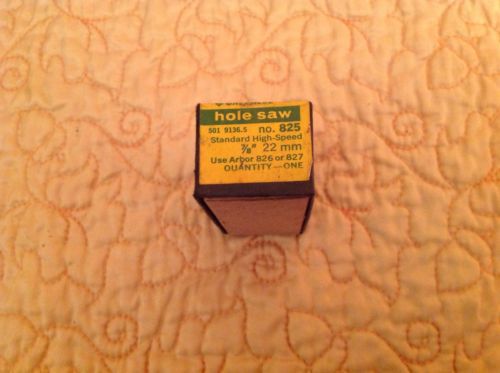 hole saw
501 9136.5 no. 825
Standard High-Speed
⅞" 22 mm
Use Arbor 826 or 827
QUANTITY—ONE